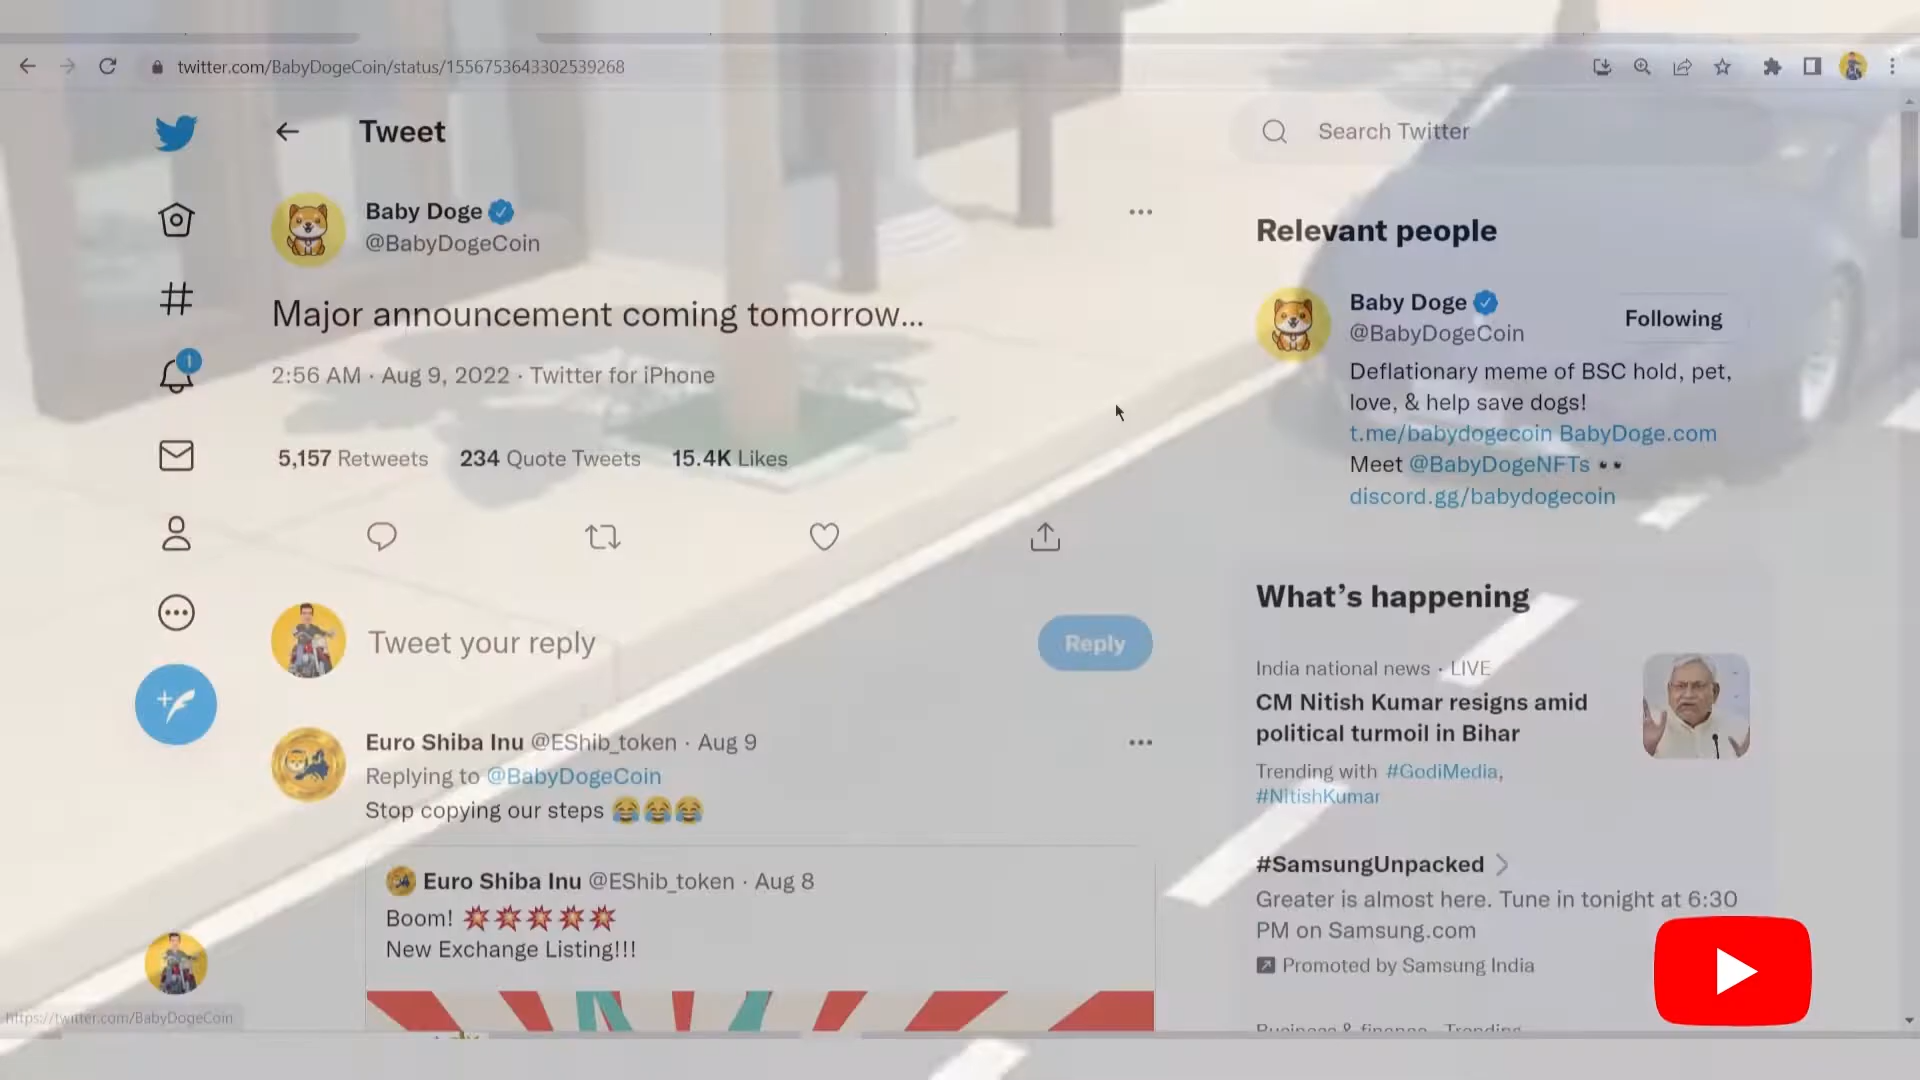 twitter.com/BabyDogeCoin/status/1556753643302539268
Tweet
Search Twitter
Baby Doge
@BabyDogeCoin
Major announcement coming tomorrow...
2:56 AM · Aug 9, 2022 · Twitter for iPhone
5,157 Retweets 234 Quote Tweets 15.4K Likes
1
Tweet your reply
Reply
Euro Shiba Inu @EShib_token · Aug 9
Replying to @BabyDogeCoin
Stop copying our steps 😂😂😂
Euro Shiba Inu @EShib_token · Aug 8
Boom! 💥💥💥💥💥
New Exchange Listing!!!
Relevant people
Baby Doge
@BabyDogeCoin
Following
Deflationary meme of BSC hold, pet,
love, & help save dogs!
t.me/babydogecoin BabyDoge.com
Meet @BabyDogeNFTs 👀
discord.gg/babydogecoin
What's happening
India national news · LIVE
CM Nitish Kumar resigns amid
political turmoil in Bihar
Trending with #GodiMedia,
#NitishKumar
#SamsungUnpacked
Greater is almost here. Tune in tonight at 6:30
PM on Samsung.com
Promoted by Samsung India
Business & finance · Trending
https://twitter.com/BabyDogeCoin